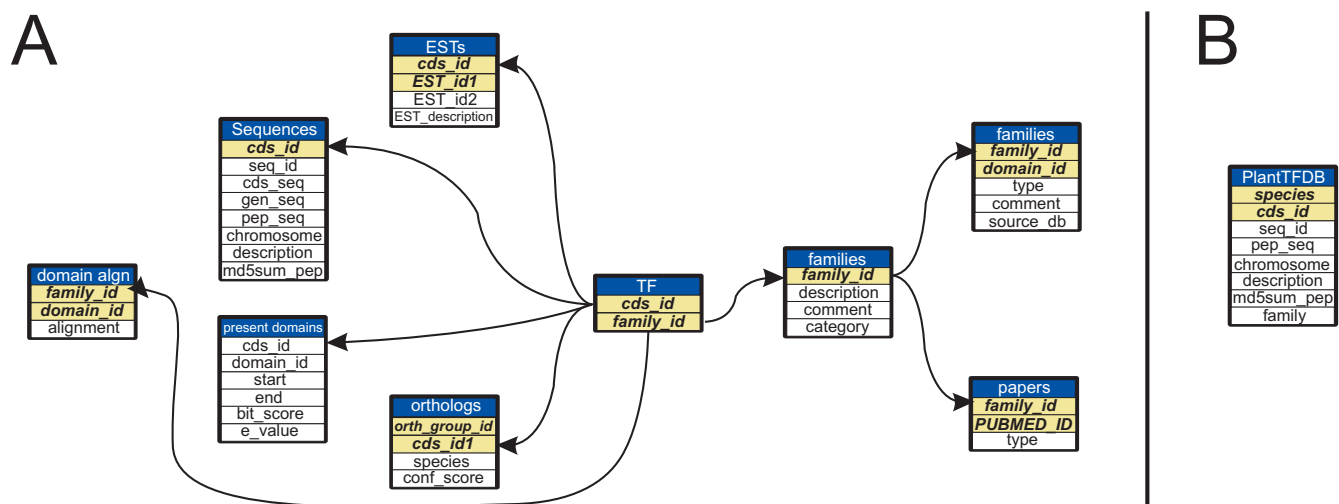 A
ESTs
cds_id
EST_id1
EST_id2
EST_description
Sequences
cds_id
seq_id
cds_seq
gen_seq
pep_seq
chromosome
description
md5sum_pep
domain align
family_id
domain_id
alignment
present domains
cds_id
domain_id
start
end
bit_score
e_value
orthologs
orth_group_id
cds_id1
species
conf_score
TF
cds_id
family_id
families
family_id
description
comment
category
families
family_id
domain_id
type
comment
source_db
papers
family_id
PUBMED_ID
type
B
PlantTFDB
species
cds_id
seq_id
pep_seq
chromosome
description
md5sum_pep
family